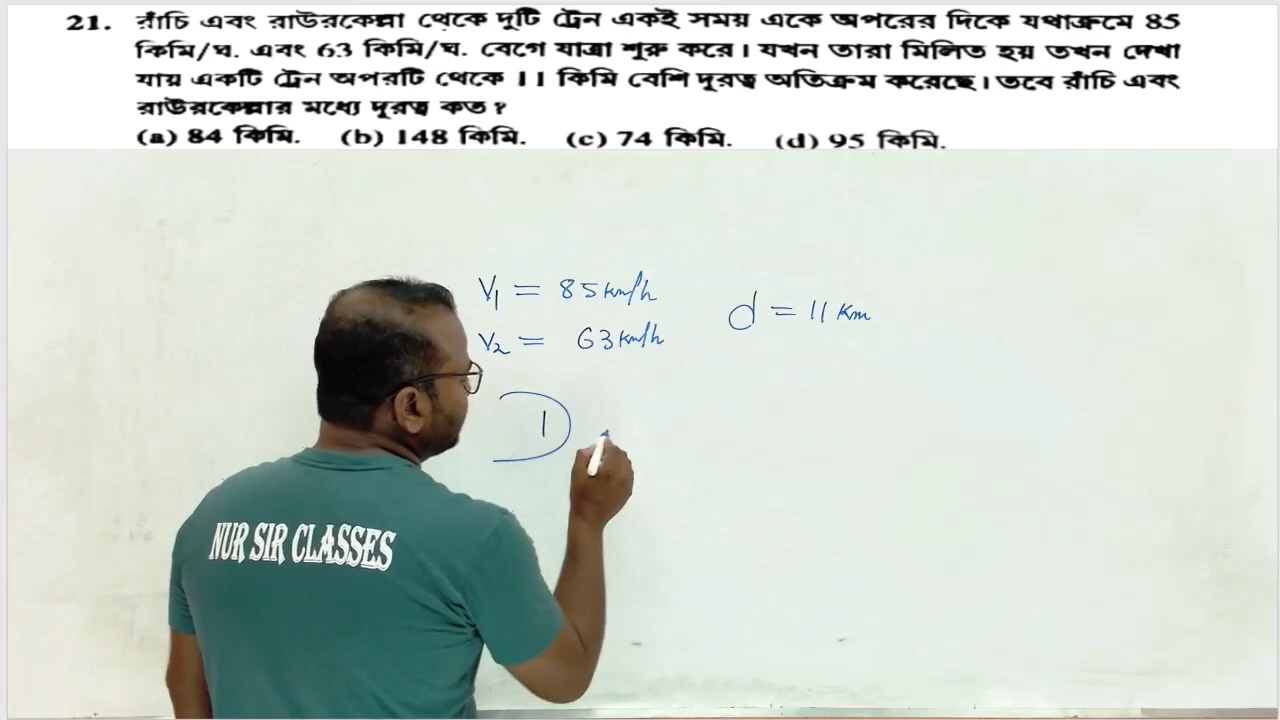 21. রাঁচি এবং রাউরকেল্লা থেকে দুটি ট্রেন একই সময় একে অপরের দিকে যথাক্রমে 85
কিমি/ঘ. এবং 63 কিমি/ঘ. বেগে যাত্রা শুরু করে। যখন তারা মিলিত হয় তখন দেখা
যায় একটি ট্রেন অপরটি থেকে 11 কিমি বেশি দূরত্ব অতিক্রম করেছে। তবে রাঁচি এবং
রাউরকেল্লার মধ্যে দূরত্ব কত?
(a) 84 কিমি. (b) 148 কিমি. (c) 74 কিমি. (d) 95 কিমি.
V1 = 85 km/h
d = 11 Km
V2 = 63 km/h
D
NUR SIR CLASSES